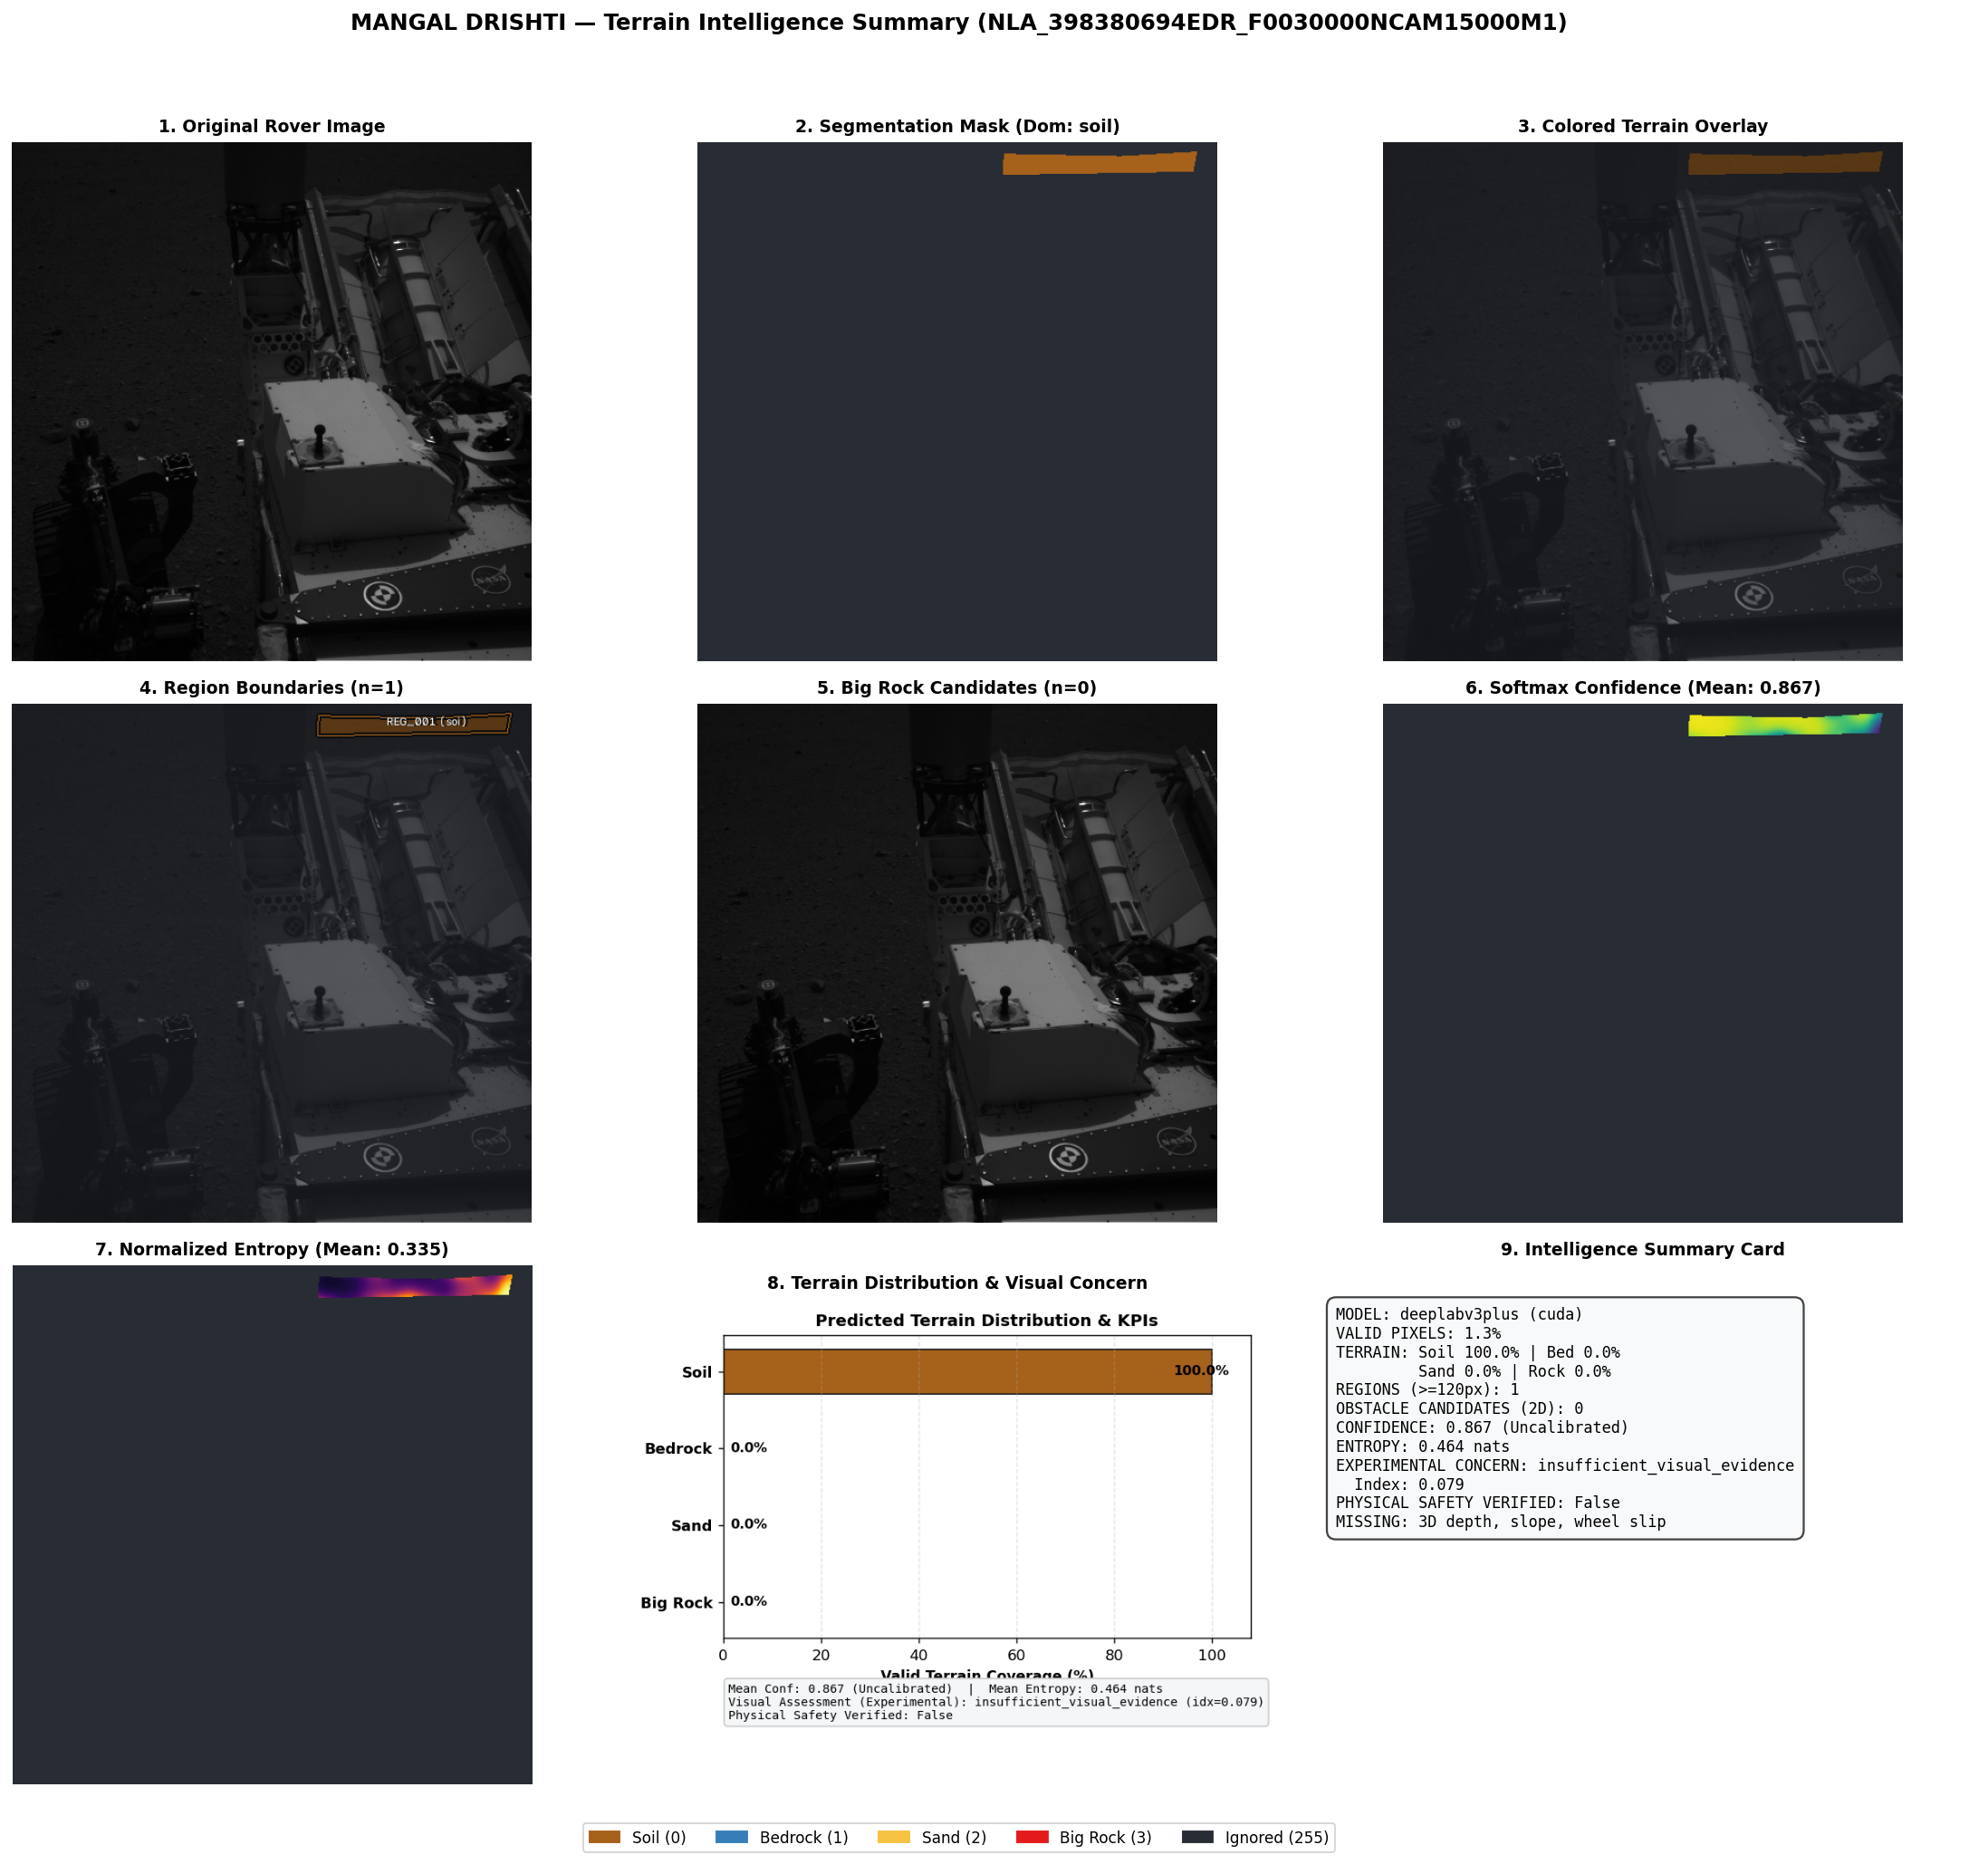 MANGAL DRISHTI — Terrain Intelligence Summary (NLA_398380694EDR_F0030000NCAM15000M1)
1. Original Rover Image
2. Segmentation Mask (Dom: soil)
3. Colored Terrain Overlay
NASA
NASA
4. Region Boundaries (n=1)
5. Big Rock Candidates (n=0)
6. Softmax Confidence (Mean: 0.867)
REG_001 (soi)
NASA
NASA
7. Normalized Entropy (Mean: 0.335)
8. Terrain Distribution & Visual Concern
Predicted Terrain Distribution & KPIs
Soil
100.0%
Bedrock
0.0%
Sand
0.0%
Big Rock
0.0%
0 20 40 60 80 100
Valid Terrain Coverage (%)
Mean Conf: 0.867 (Uncalibrated) | Mean Entropy: 0.464 nats
Visual Assessment (Experimental): insufficient_visual_evidence (idx=0.079)
Physical Safety Verified: False
9. Intelligence Summary Card
MODEL: deeplabv3plus (cuda)
VALID PIXELS: 1.3%
TERRAIN: Soil 100.0% | Bed 0.0%
Sand 0.0% | Rock 0.0%
REGIONS (>=120px): 1
OBSTACLE CANDIDATES (2D): 0
CONFIDENCE: 0.867 (Uncalibrated)
ENTROPY: 0.464 nats
EXPERIMENTAL CONCERN: insufficient_visual_evidence
Index: 0.079
PHYSICAL SAFETY VERIFIED: False
MISSING: 3D depth, slope, wheel slip
Soil (0)
Bedrock (1)
Sand (2)
Big Rock (3)
Ignored (255)